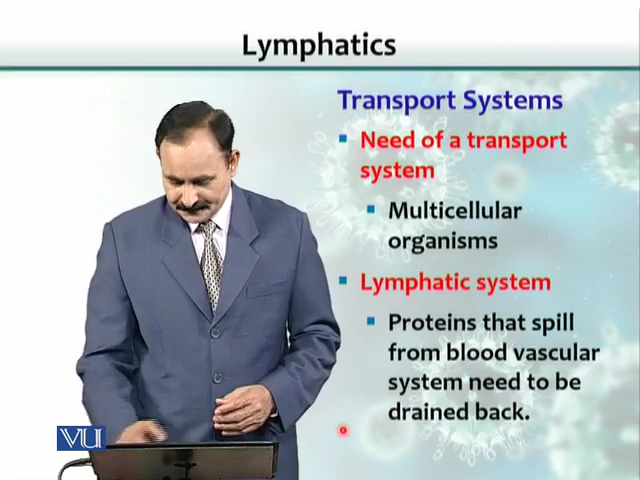 Lymphatics
Transport Systems
Need of a transport
system
Multicellular
organisms
Lymphatic system
Proteins that spill
from blood vascular
system need to be
drained back.
VU